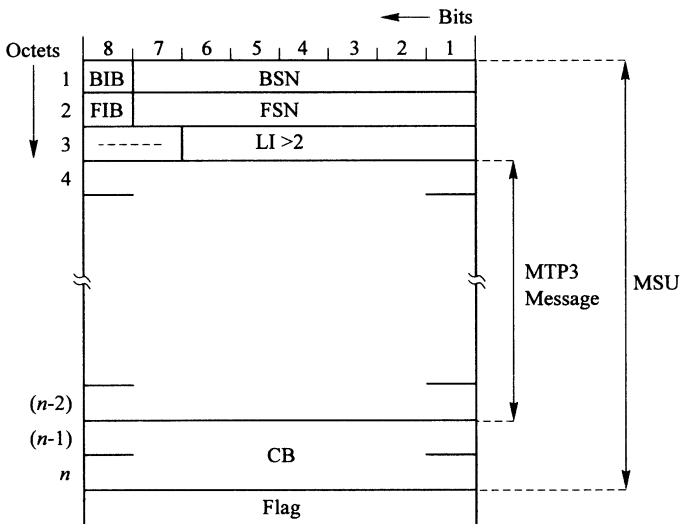 Bits
Octets 8 7 6 5 4 3 2 1
1 BIB BSN
2 FIB FSN
3 ------ LI >2
4
MTP3
Message
MSU
(n-2)
(n-1)
CB
n
Flag